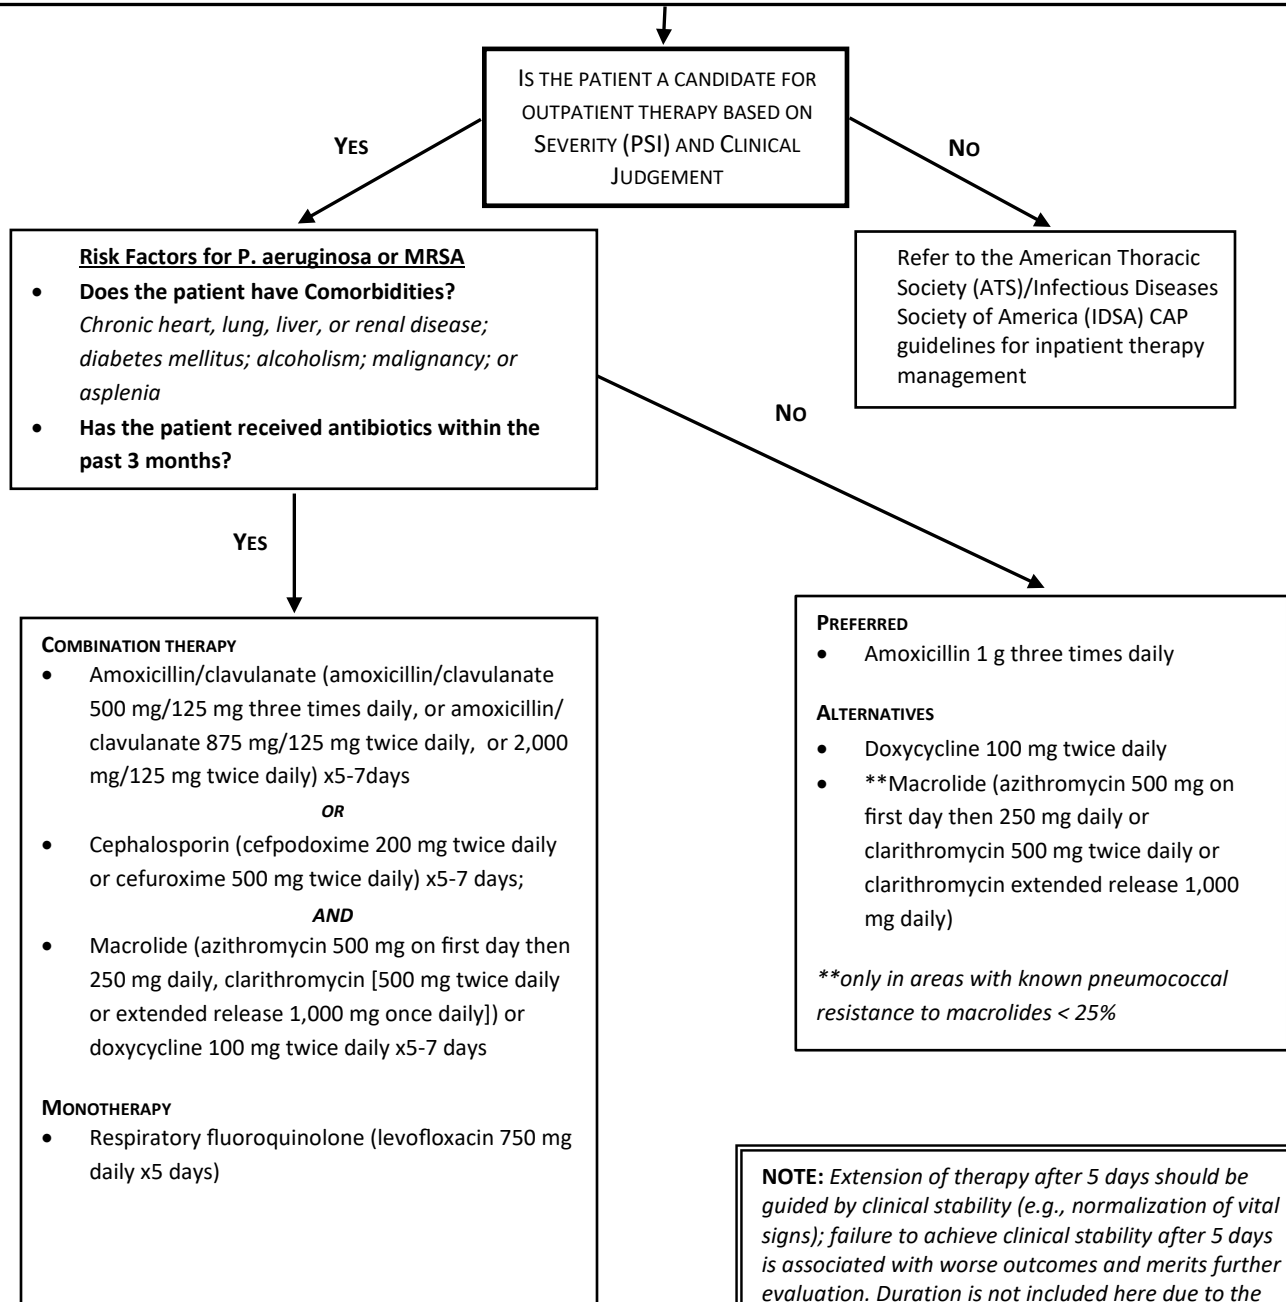 IS THE PATIENT A CANDIDATE FOR
OUTPATIENT THERAPY BASED ON
SEVERITY (PSI) AND CLINICAL
JUDGEMENT
YES
NO
Risk Factors for P. aeruginosa or MRSA
• Does the patient have Comorbidities?
Chronic heart, lung, liver, or renal disease;
diabetes mellitus; alcoholism; malignancy; or
asplenia
• Has the patient received antibiotics within the
past 3 months?
Refer to the American Thoracic
Society (ATS)/Infectious Diseases
Society of America (IDSA) CAP
guidelines for inpatient therapy
management
NO
YES
COMBINATION THERAPY
• Amoxicillin/clavulanate (amoxicillin/clavulanate
500 mg/125 mg three times daily, or amoxicillin/
clavulanate 875 mg/125 mg twice daily, or 2,000
mg/125 mg twice daily) x5-7days
OR
• Cephalosporin (cefpodoxime 200 mg twice daily
or cefuroxime 500 mg twice daily) x5-7 days;
AND
• Macrolide (azithromycin 500 mg on first day then
250 mg daily, clarithromycin [500 mg twice daily
or extended release 1,000 mg once daily]) or
doxycycline 100 mg twice daily x5-7 days
MONOTHERAPY
• Respiratory fluoroquinolone (levofloxacin 750 mg
daily x5 days)
PREFERRED
• Amoxicillin 1 g three times daily
ALTERNATIVES
• Doxycycline 100 mg twice daily
• **Macrolide (azithromycin 500 mg on
first day then 250 mg daily or
clarithromycin 500 mg twice daily or
clarithromycin extended release 1,000
mg daily)
**only in areas with known pneumococcal
resistance to macrolides < 25%
NOTE: Extension of therapy after 5 days should be
guided by clinical stability (e.g., normalization of vital
signs); failure to achieve clinical stability after 5 days
is associated with worse outcomes and merits further
evaluation. Duration is not included here due to the